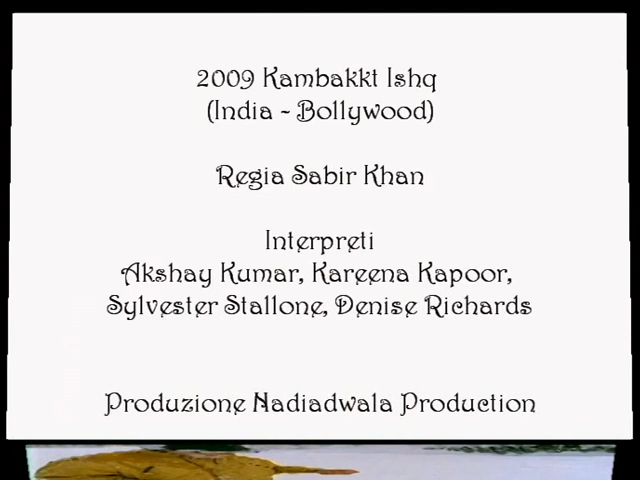 2009 Kambakkt Ishq
(India - Bollywood)
Regia Sabir Khan
Interpreti
Akshay Kumar, Kareena Kapoor,
Sylvester Stallone, Denise Richards
Produzione Nadiadwala Production